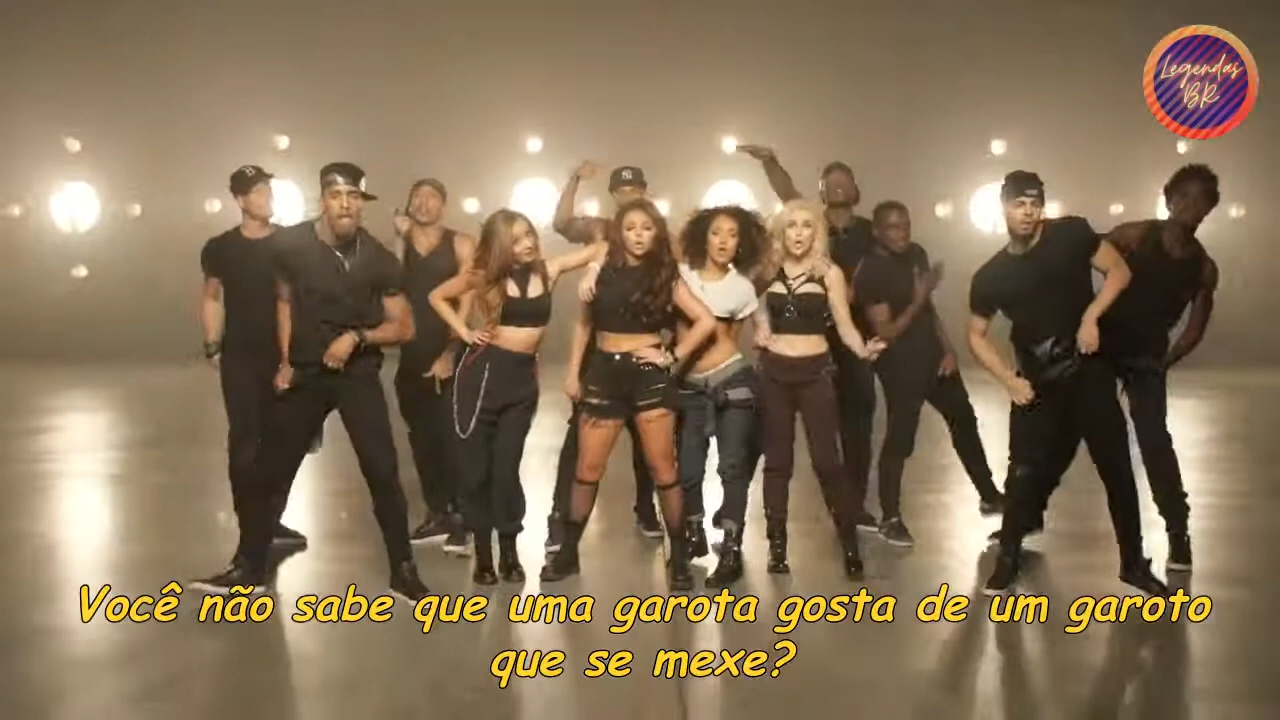 Legendas
BR
Você não sabe que uma garota gosta de um garoto
que se mexe?